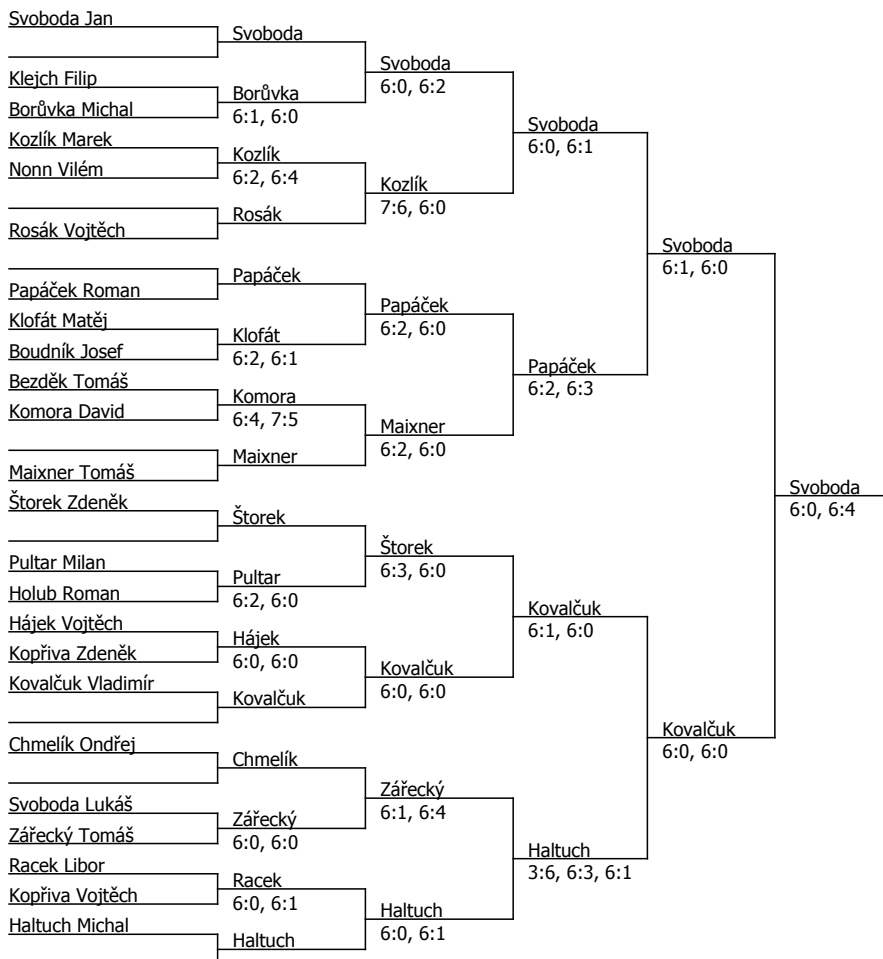 Svoboda Jan
Klejch Filip
Borůvka Michal
Kozlík Marek
Nonn Vilém
Rosák Vojtěch
Papáček Roman
Klofát Matěj
Boudník Josef
Bezděk Tomáš
Komora David
Maixner Tomáš
Štorek Zdeněk
Pultar Milan
Holub Roman
Hájek Vojtěch
Kopřiva Zdeněk
Kovalčuk Vladimír
Chmelík Ondřej
Svoboda Lukáš
Zářecký Tomáš
Racek Libor
Kopřiva Vojtěch
Haltuch Michal
Svoboda
Borůvka
6:1, 6:0
Kozlík
6:2, 6:4
Rosák
Papáček
Klofát
6:2, 6:1
Komora
6:4, 7:5
Maixner
Štorek
Pultar
6:2, 6:0
Hájek
6:0, 6:0
Kovalčuk
Chmelík
Zářecký
6:0, 6:0
Racek
6:0, 6:1
Haltuch
Svoboda
6:0, 6:2
Kozlík
7:6, 6:0
Papáček
6:2, 6:0
Maixner
6:2, 6:0
Štorek
6:3, 6:0
Kovalčuk
6:0, 6:0
Zářecký
6:1, 6:4
Haltuch
6:0, 6:1
Svoboda
6:0, 6:1
Papáček
6:2, 6:3
Kovalčuk
6:1, 6:0
Haltuch
3:6, 6:3, 6:1
Svoboda
6:1, 6:0
Kovalčuk
6:0, 6:0
Svoboda
6:0, 6:4